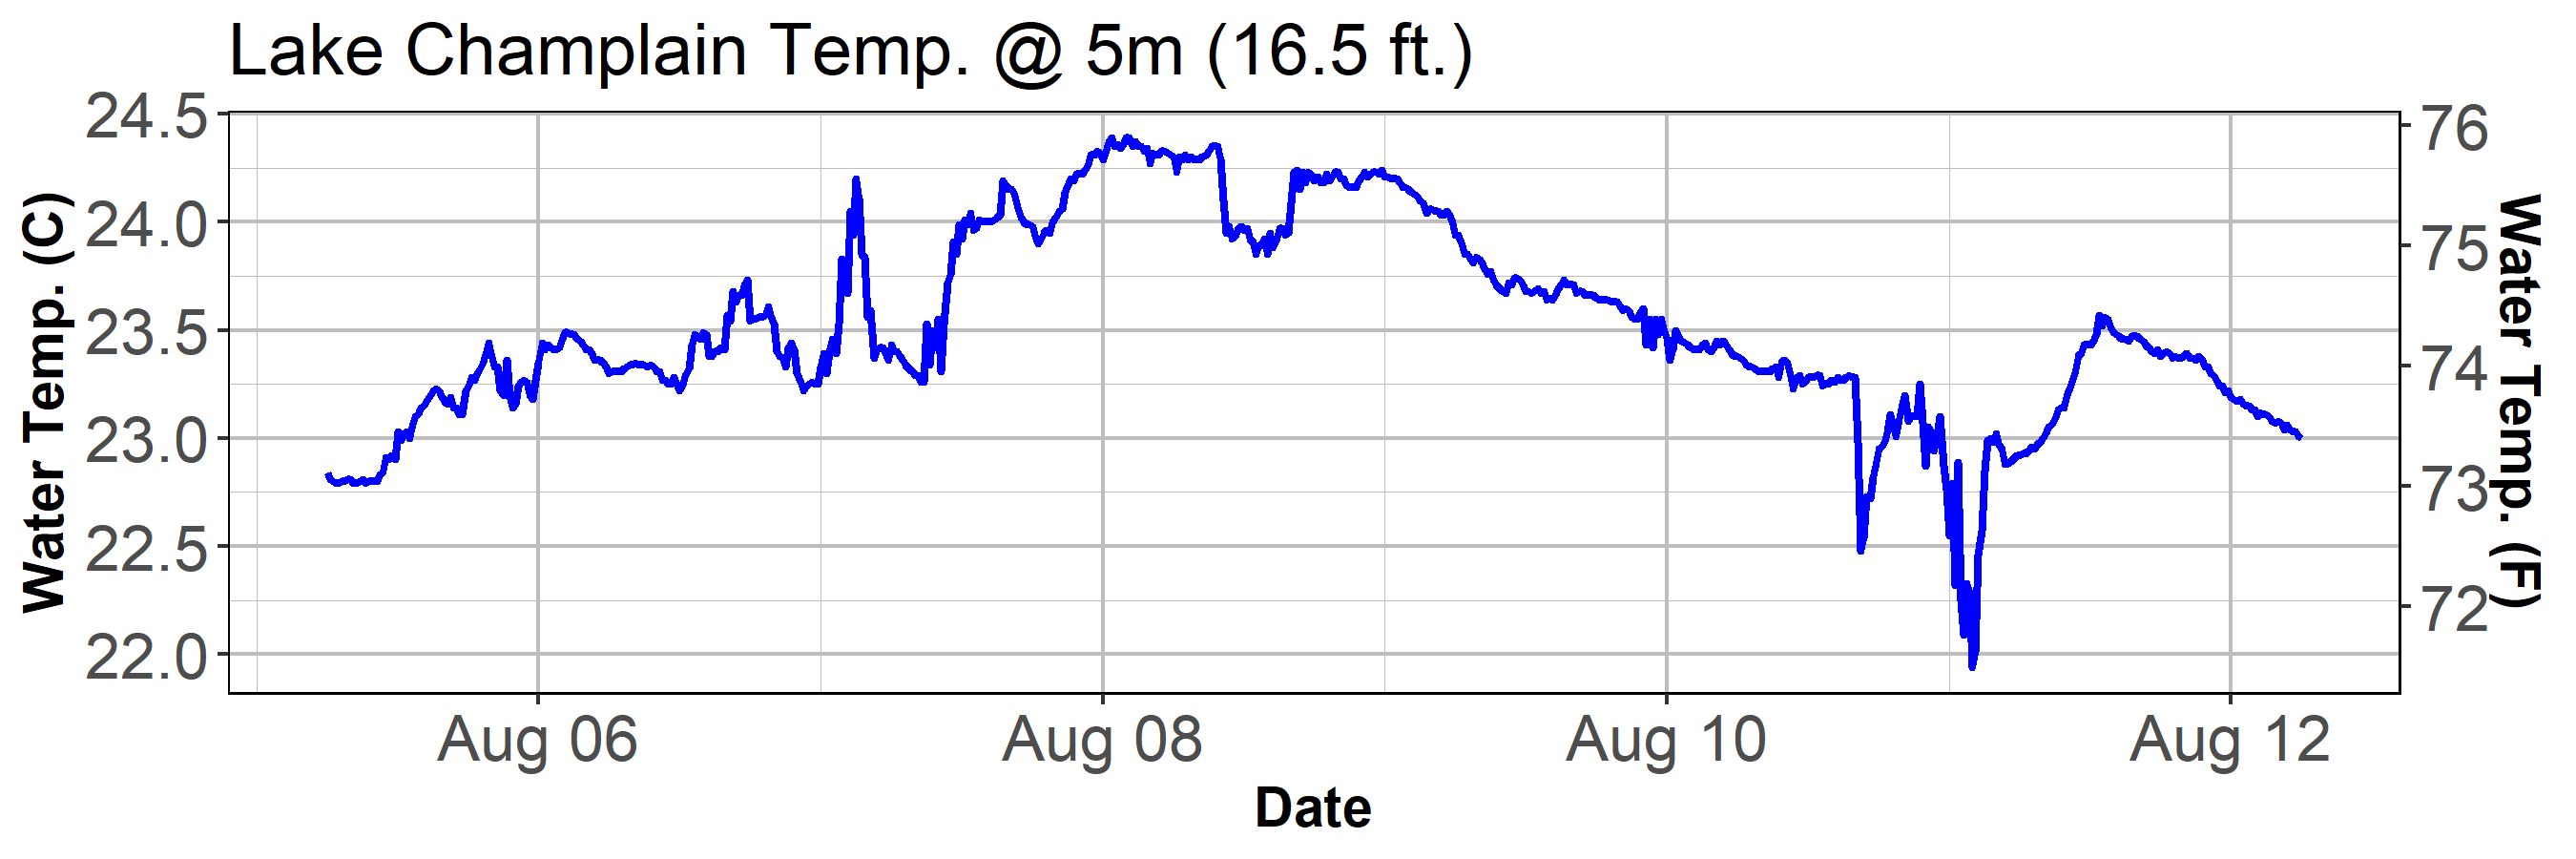 Lake Champlain Temp. @ 5m (16.5 ft.)
Water Temp. (C)
24.5
24.0
23.5
23.0
22.5
22.0
76
75
74
73
72
Water Temp. (F)
Aug 06
Aug 08
Aug 10
Aug 12
Date